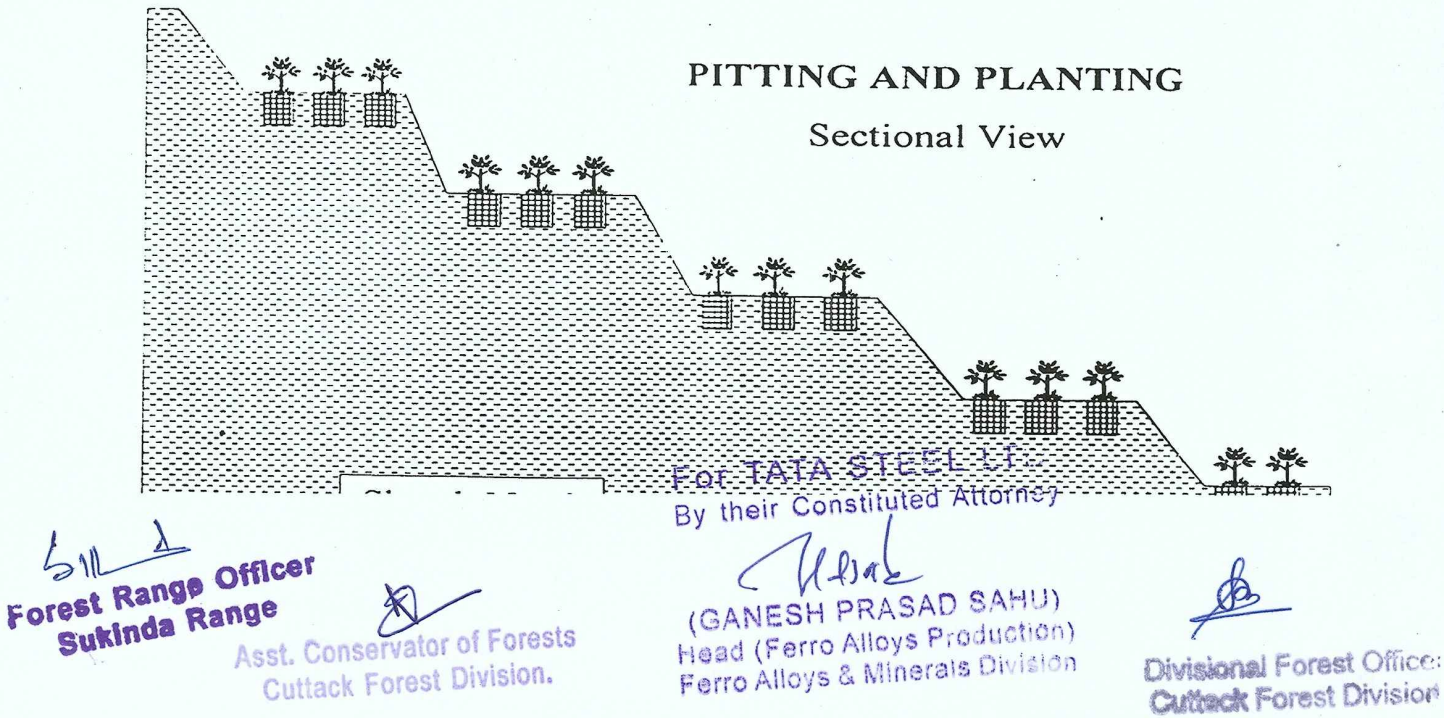 PITTING AND PLANTING
Sectional View
For TATA STEEL
By their Constituted Attorney
Forest Range Officer
Sukinda Range
Asst. Conservator of Forests
Cuttack Forest Division.
(GANESH PRASAD SAHU)
Head (Ferro Alloys Production)
Ferro Alloys & Minerals Division
Divisional Forest Office
Cuttack Forest Division